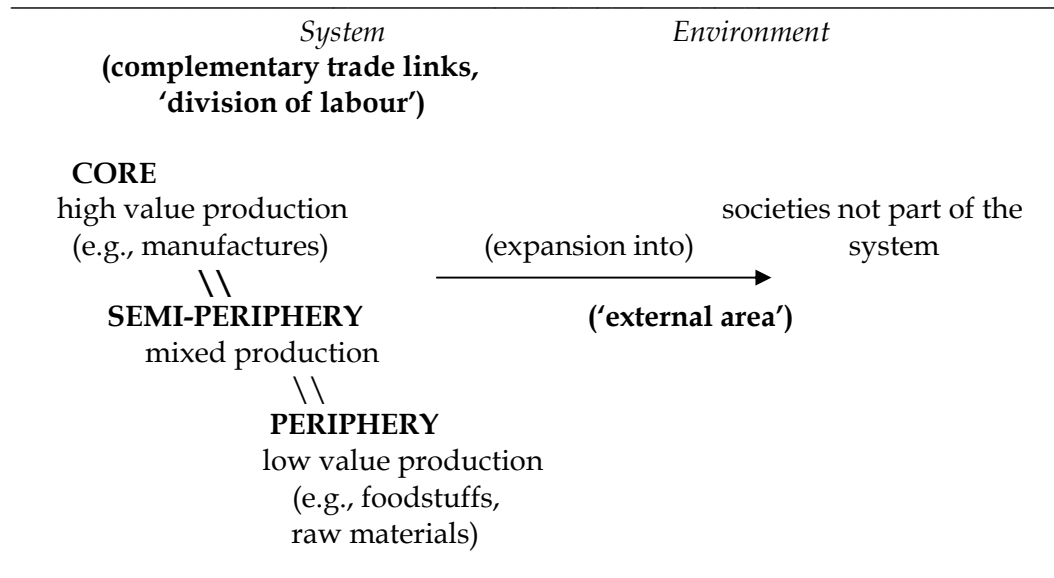 System Environment
(complementary trade links,
‘division of labour’)
CORE
high value production societies not part of the
(e.g., manufactures) (expansion into) system
\\
SEMI-PERIPHERY (‘external area’)
mixed production
\\
PERIPHERY
low value production
(e.g., foodstuffs,
raw materials)